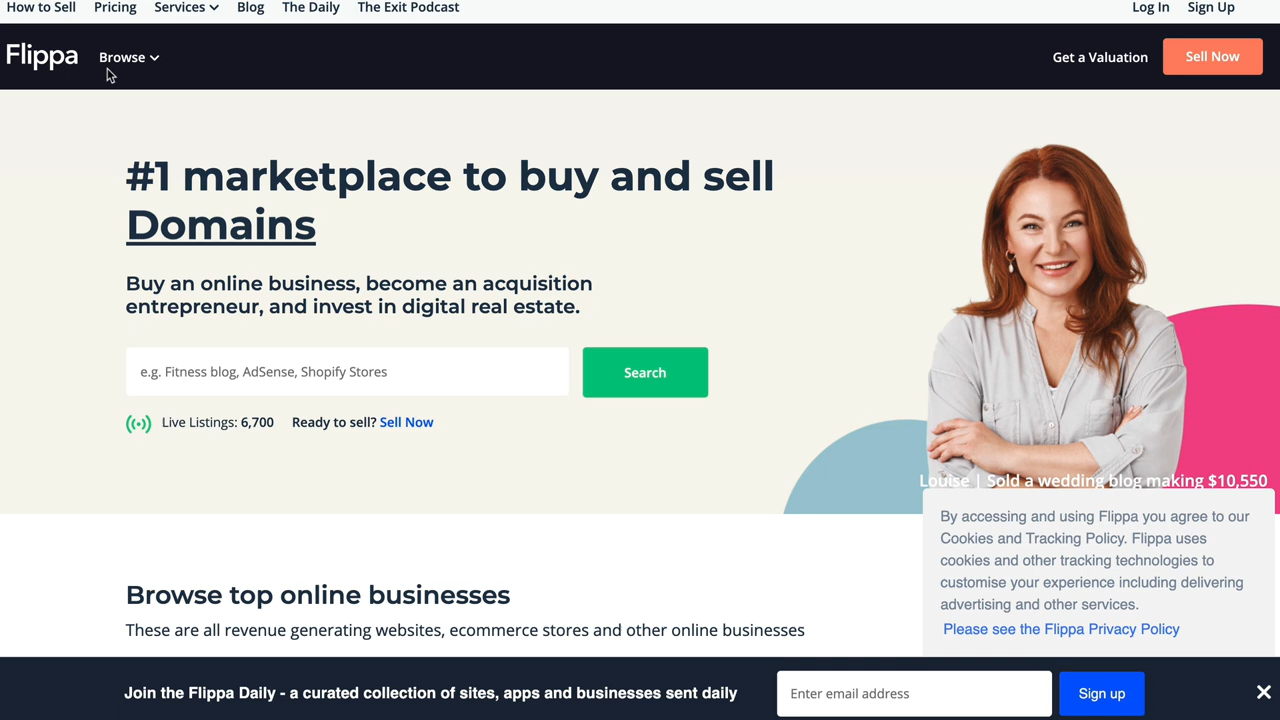 How to Sell Pricing Services Blog The Daily The Exit Podcast Log In Sign Up
Flippa Browse Get a Valuation Sell Now
#1 marketplace to buy and sell
Domains
Buy an online business, become an acquisition
entrepreneur, and invest in digital real estate.
e.g. Fitness blog, AdSense, Shopify Stores Search
Live Listings: 6,700 Ready to sell? Sell Now
Louise | Sold a wedding blog making $10,550
By accessing and using Flippa you agree to our
Cookies and Tracking Policy. Flippa uses
cookies and other tracking technologies to
customise your experience including delivering
advertising and other services.
Please see the Flippa Privacy Policy
Browse top online businesses
These are all revenue generating websites, ecommerce stores and other online businesses
Join the Flippa Daily - a curated collection of sites, apps and businesses sent daily Enter email address Sign up